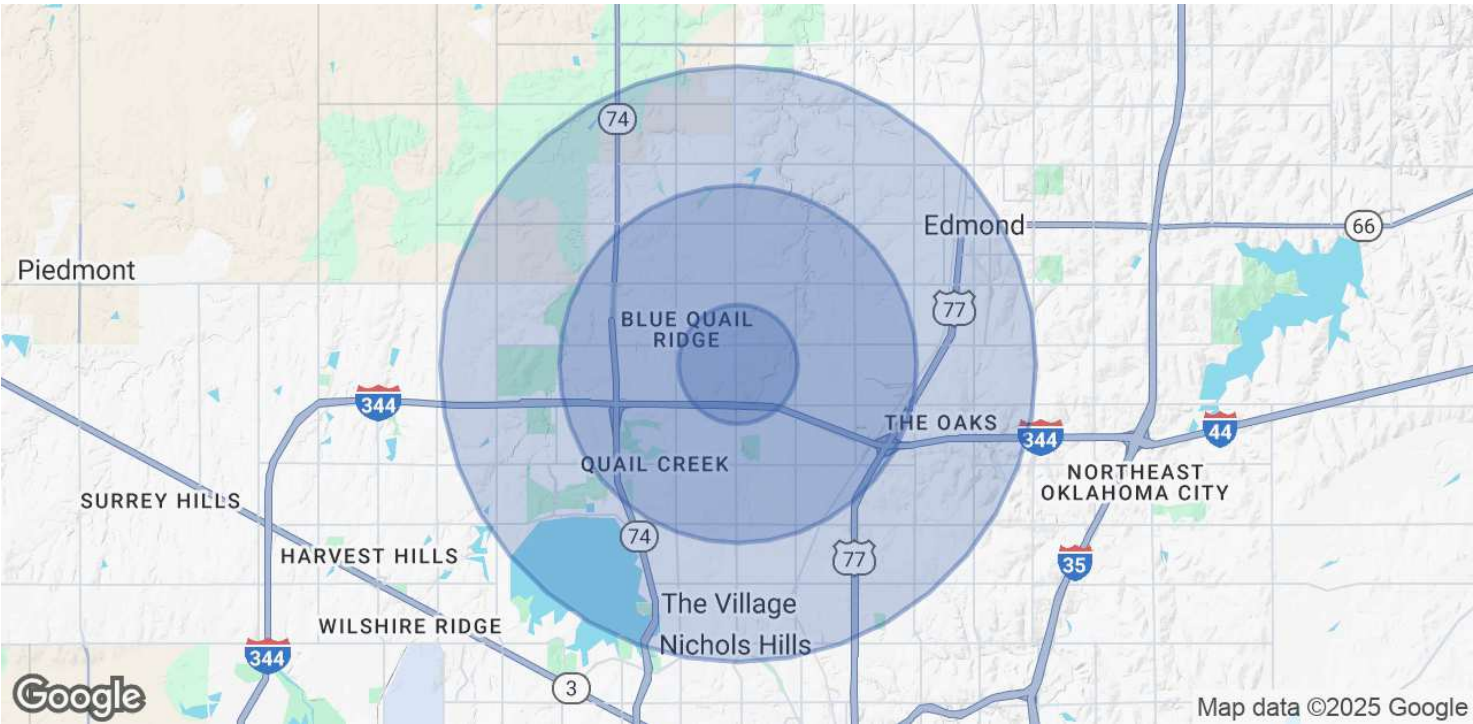 74
Edmond
66
Piedmont
77
BLUE QUAIL
RIDGE
344
THE OAKS
344
44
QUAIL CREEK
NORTHEAST
OKLAHOMA CITY
SURREY HILLS
74
HARVEST HILLS
77
35
The Village
WILSHIRE RIDGE
Nichols Hills
344
3
Google
Map data ©2025 Google